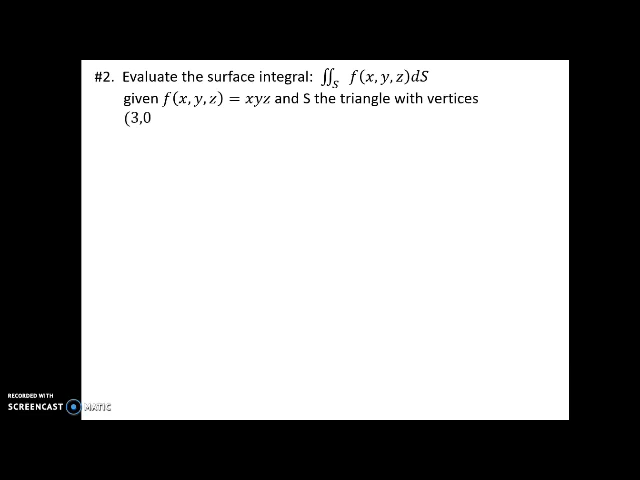 #2. Evaluate the surface integral: ∬_S f(x, y, z)dS
given f(x, y, z) = xyz and S the triangle with vertices
(3,0
RECORDED WITH
SCREENCAST MATIC